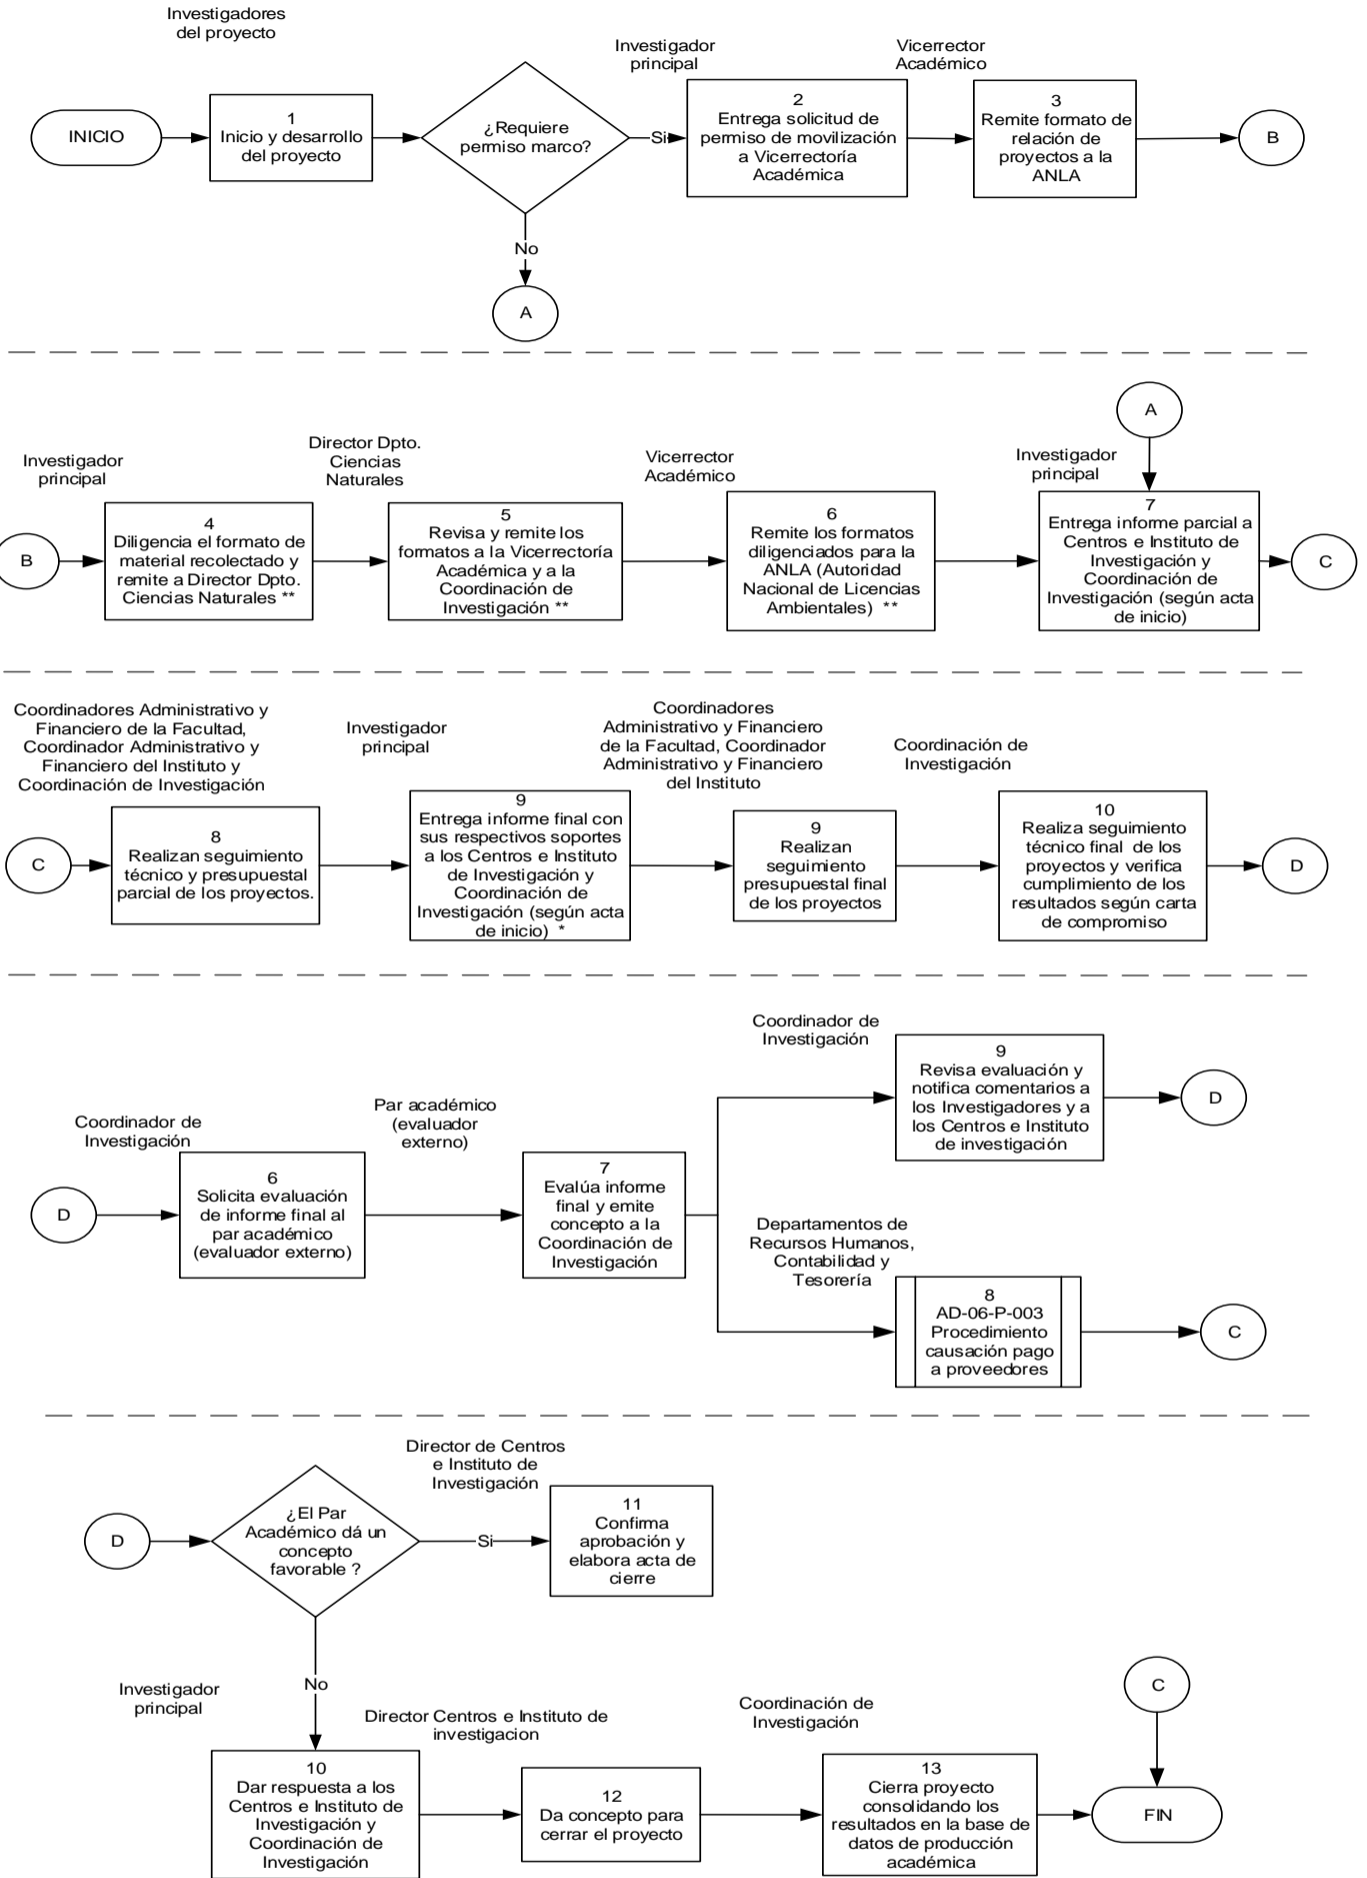 Investigadores
del proyecto
INICIO
1
Inicio y desarrollo
del proyecto
¿Requiere
permiso marco?
Si
No
A
Investigador
principal
2
Entrega solicitud de
permiso de movilización
a Vicerrectoría
Académica
Vicerrector
Académico
3
Remite formato de
relación de
proyectos a la
ANLA
B
B
Investigador
principal
4
Diligencia el formato de
material recolectado y
remite a Director Dpto.
Ciencias Naturales **
Director Dpto.
Ciencias
Naturales
5
Revisa y remite los
formatos a la Vicerrectoría
Académica y a la
Coordinación de
Investigación **
Vicerrector
Académico
6
Remite los formatos
diligenciados para la
ANLA (Autoridad
Nacional de Licencias
Ambientales) **
A
Investigador
principal
7
Entrega informe parcial a
Centros e Instituto de
Investigación y
Coordinación de
Investigación (según acta
de inicio)
C
Coordinadores Administrativo y
Financiero de la Facultad,
Coordinador Administrativo y
Financiero del Instituto y
Coordinación de Investigación
C
8
Realizan seguimiento
técnico y presupuestal
parcial de los proyectos.
Investigador
principal
9
Entrega informe final con
sus respectivos soportes
a los Centros e Instituto
de Investigación y
Coordinación de
Investigación (según acta
de inicio) *
Coordinadores
Administrativo y Financiero
de la Facultad, Coordinador
Administrativo y Financiero
del Instituto
9
Realizan
seguimiento
presupuestal final
de los proyectos
Coordinación de
Investigación
10
Realiza seguimiento
técnico final de los
proyectos y verifica
cumplimiento de los
resultados según carta
de compromiso
D
D
Coordinador de
Investigación
6
Solicita evaluación
de informe final al
par académico
(evaluador externo)
Par académico
(evaluador
externo)
7
Evalúa informe
final y emite
concepto a la
Coordinación de
Investigación
Coordinador de
Investigación
9
Revisa evaluación y
notifica comentarios a
los Investigadores y a
los Centros e Instituto
de investigación
D
Departamentos de
Recursos Humanos,
Contabilidad y
Tesorería
8
AD-06-P-003
Procedimiento
causación pago
a proveedores
C
D
¿El Par
Académico dá un
concepto
favorable ?
Si
No
Director de Centros
e Instituto de
Investigación
11
Confirma
aprobación y
elabora acta de
cierre
Investigador
principal
10
Dar respuesta a los
Centros e Instituto de
Investigación y
Coordinación de
Investigación
Director Centros e Instituto de
investigacion
12
Da concepto para
cerrar el proyecto
Coordinación de
Investigación
13
Cierra proyecto
consolidando los
resultados en la base de
datos de producción
académica
C
FIN